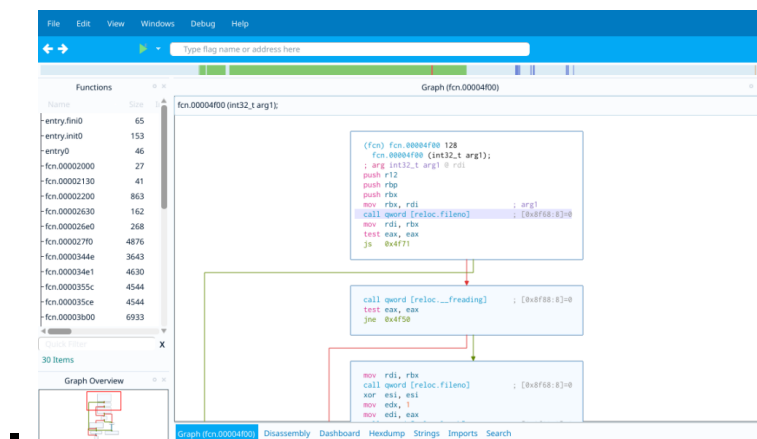 File Edit View Windows Debug Help
Type flag name or address here
Functions
Graph (fcn.00004f00)
Name Size
fcn.00004f00 (int32_t arg1);
entry.fini0 65
entry.init0 153
entry0 46
fcn.00002000 27
fcn.00002130 41
fcn.00002200 863
fcn.00002630 162
fcn.000026e0 268
fcn.000027f0 4876
fcn.0000344e 3643
fcn.000034e1 4630
fcn.0000355c 4544
fcn.000035ce 4544
fcn.00003b00 6933
Quick Filter X
30 Items
Graph Overview
(fcn) fcn.00004f00 128
fcn.00004f00 (int32_t arg1);
; arg int32_t arg1 @ rdi
push r12
push rbp
push rbx
mov rbx, rdi ; arg1
call qword [reloc.fileno] ; [0x8f68:8]=0
mov rdi, rbx
test eax, eax
js 0x4f71
call qword [reloc.__freading] ; [0x8f88:8]=0
test eax, eax
jne 0x4f50
mov rdi, rbx
call qword [reloc.fileno] ; [0x8f68:8]=0
xor esi, esi
mov edx, 1
mov edi, eax
Graph (fcn.00004f00) Disassembly Dashboard Hexdump Strings Imports Search